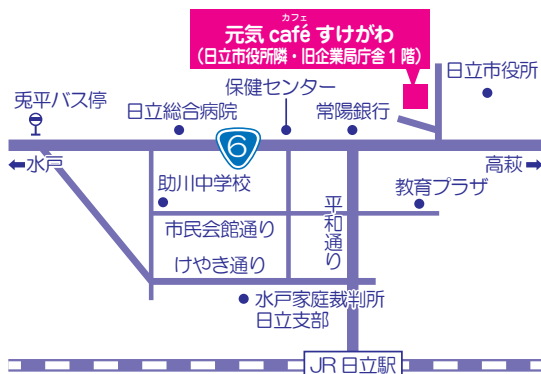 カフェ
元気 café すけがわ
（日立市役所隣・旧企業局庁舎1階）
日立市役所
保健センター
兎平バス停
日立総合病院
常陽銀行
6
←水戸
高萩→
助川中学校
教育プラザ
平和通り
市民会館通り
けやき通り
水戸家庭裁判所
日立支部
JR 日立駅